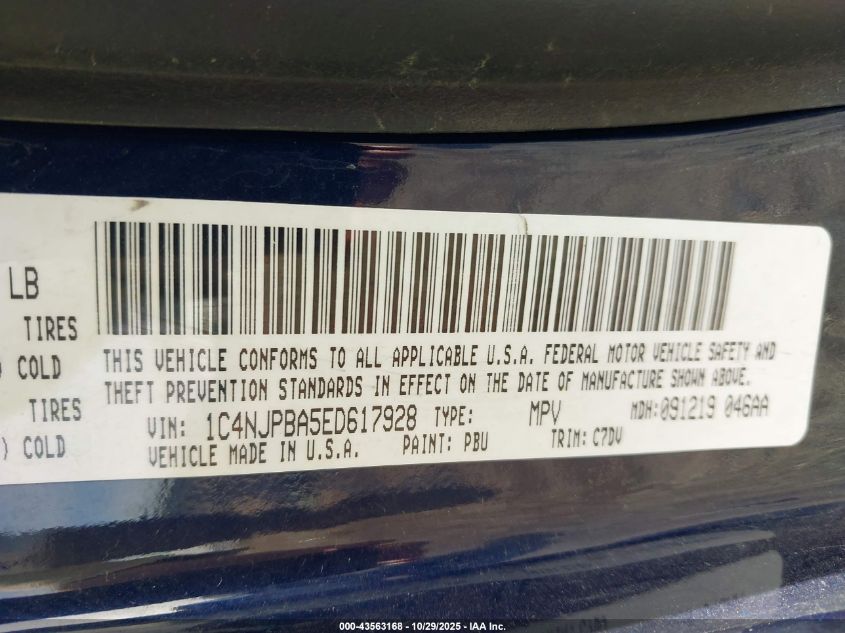 LB
TIRES
) COLD
TIRES
) COLD
THIS VEHICLE CONFORMS TO ALL APPLICABLE U.S.A. FEDERAL MOTOR VEHICLE SAFETY AND
THEFT PREVENTION STANDARDS IN EFFECT ON THE DATE OF MANUFACTURE SHOWN ABOVE.
VIN: 1C4NJPBA5ED617928 TYPE: MPV MDH:091219 046AA
VEHICLE MADE IN U.S.A. PAINT: PBU TRIM: C7DV
000-43563168 | 10/29/2025 | IAA Inc.